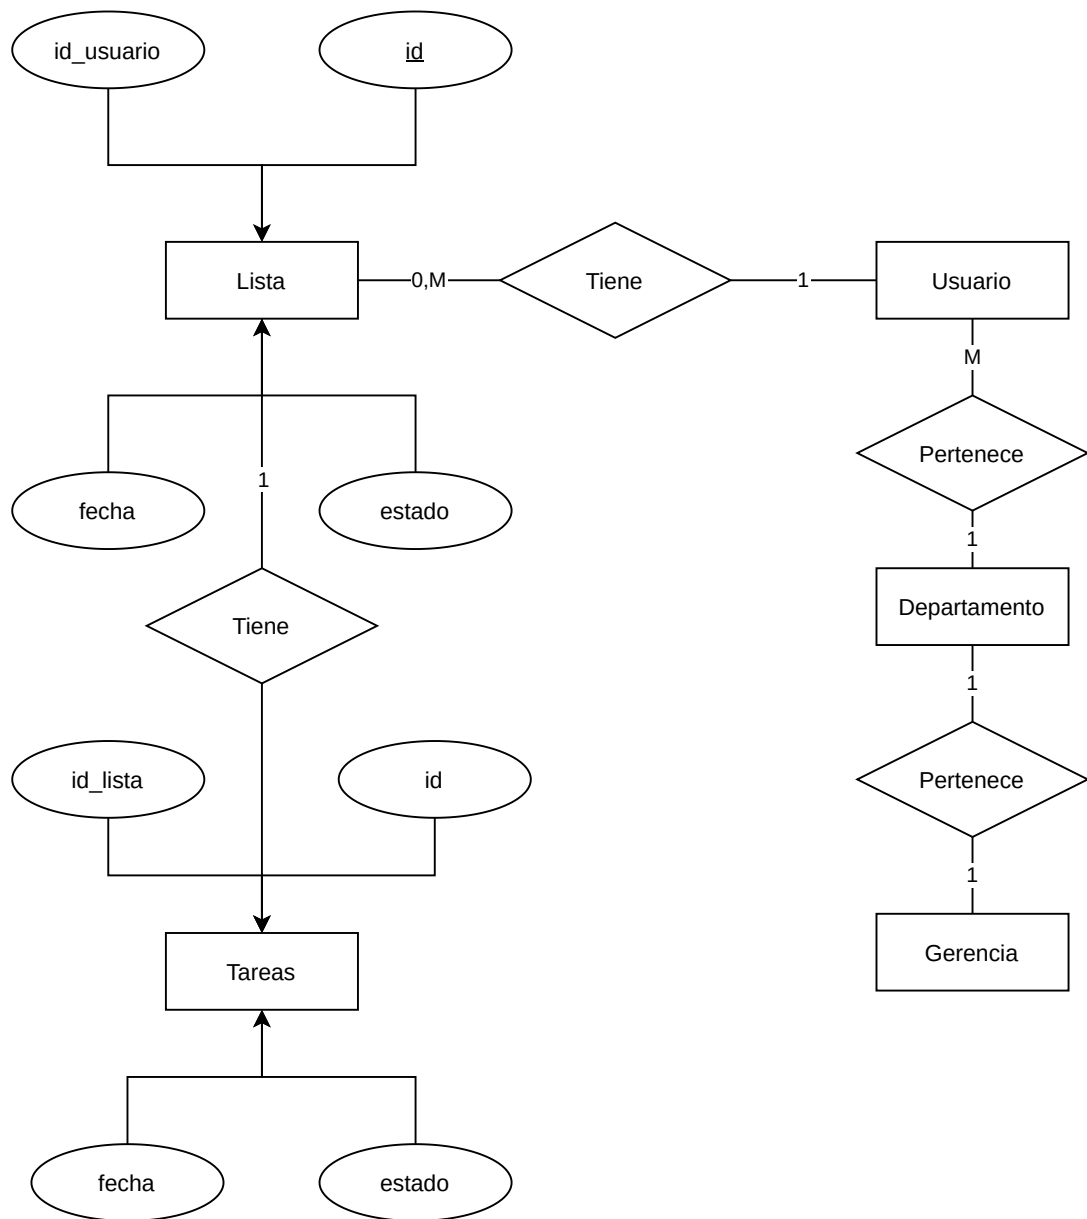 id_usuario
id
Lista
0,M
Tiene
1
Usuario
M
Pertenece
1
fecha
estado
1
Departamento
Tiene
1
id_lista
id
Pertenece
1
Tareas
Gerencia
fecha
estado